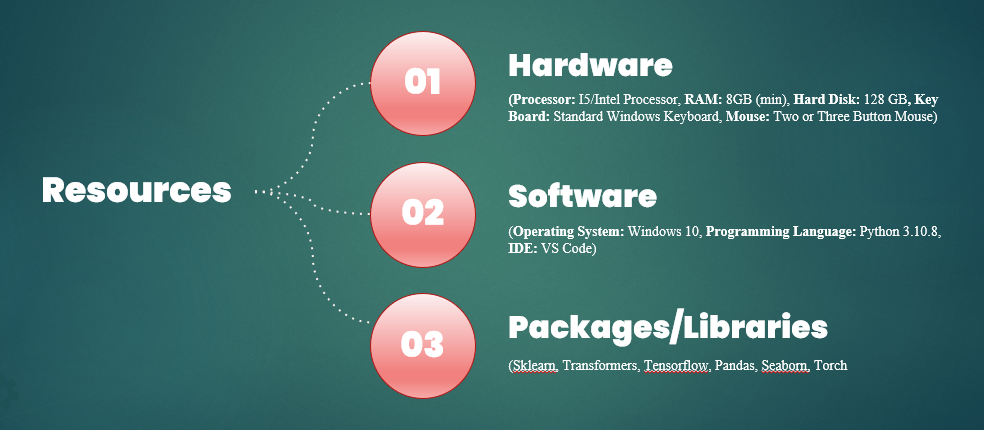 Resources
01
Hardware
(Processor: I5/Intel Processor, RAM: 8GB (min), Hard Disk: 128 GB, Key
Board: Standard Windows Keyboard, Mouse: Two or Three Button Mouse)
02
Software
(Operating System: Windows 10, Programming Language: Python 3.10.8,
IDE: VS Code)
03
Packages/Libraries
(Sklearn, Transformers, Tensorflow, Pandas, Seaborn, Torch